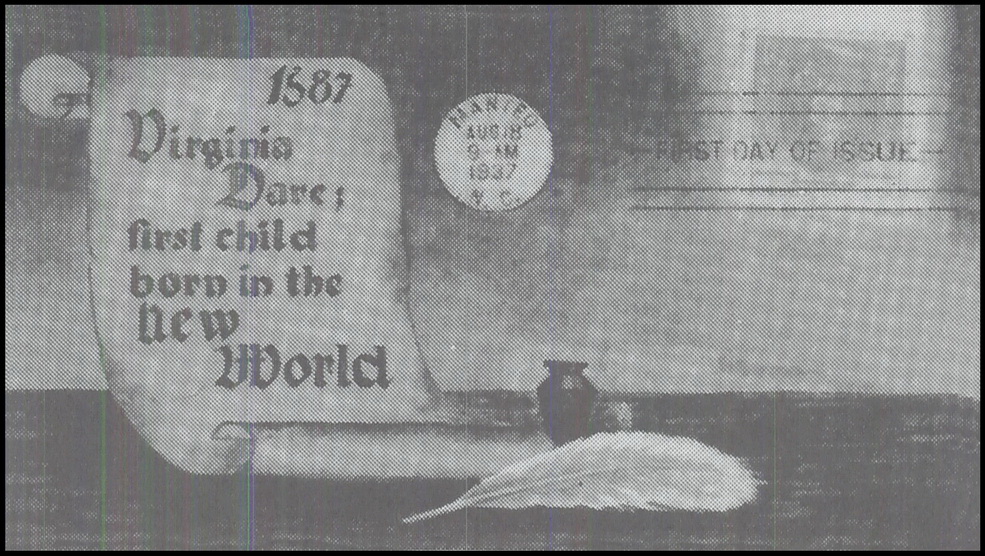 1587
Virginia
Dare;
first child
born in the
New
World
MANTEO
AUG 18
9-AM
1937
N. C.
FIRST DAY OF ISSUE